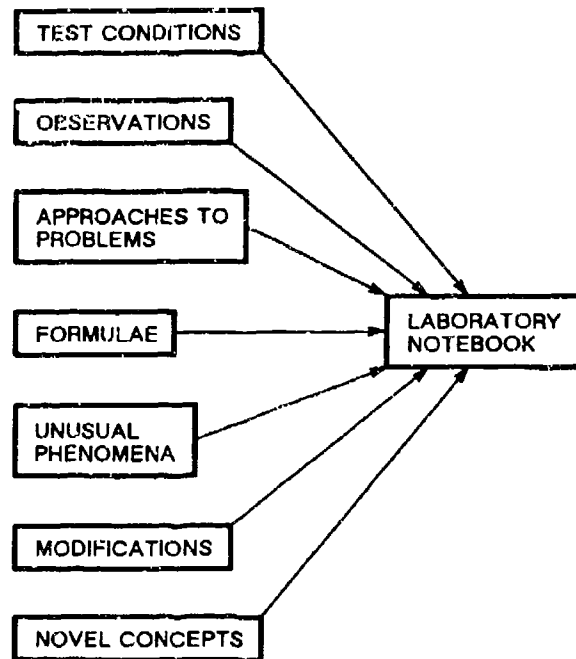 TEST CONDITIONS
OBSERVATIONS
APPROACHES TO
PROBLEMS
FORMULAE
LABORATORY
NOTEBOOK
UNUSUAL
PHENOMENA
MODIFICATIONS
NOVEL CONCEPTS